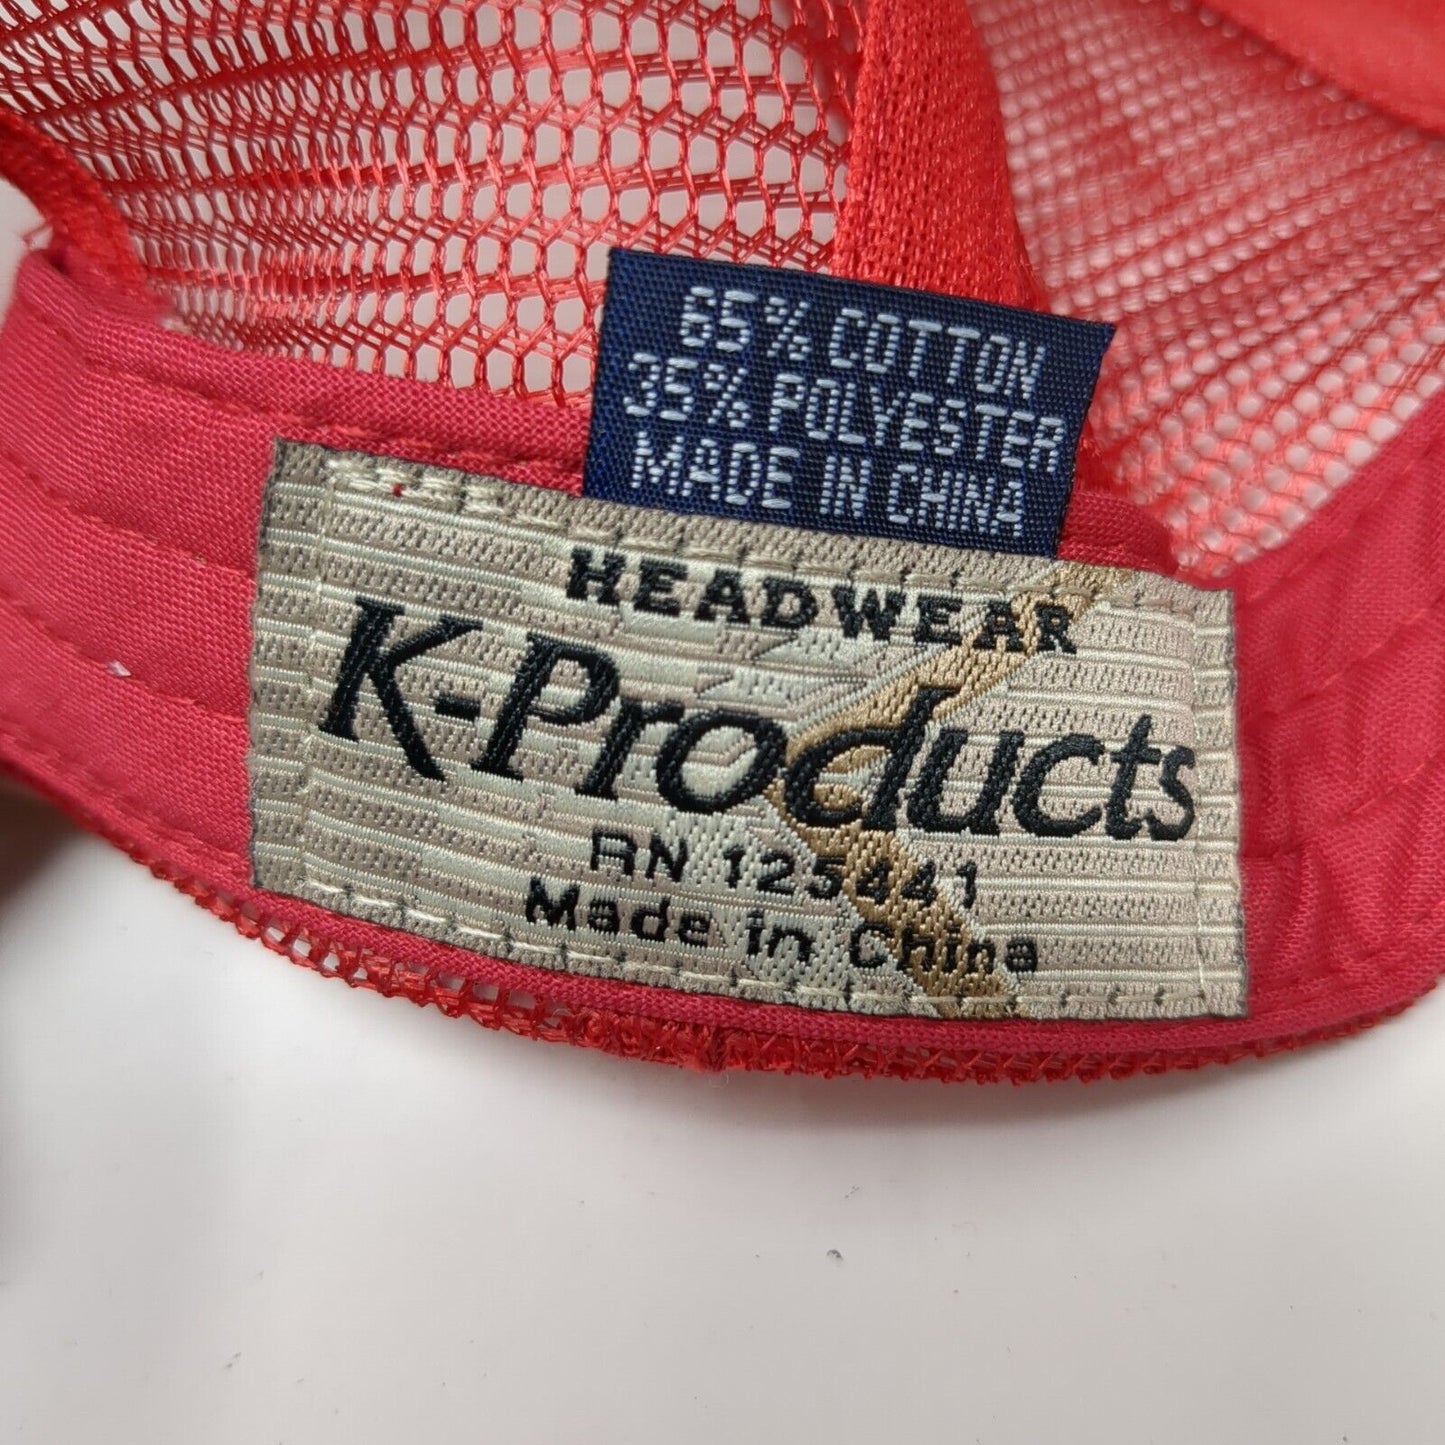 65% COTTON
35% POLYESTER
MADE IN CHINA
HEADWEAR
K-Products
RN 125441
Made in China